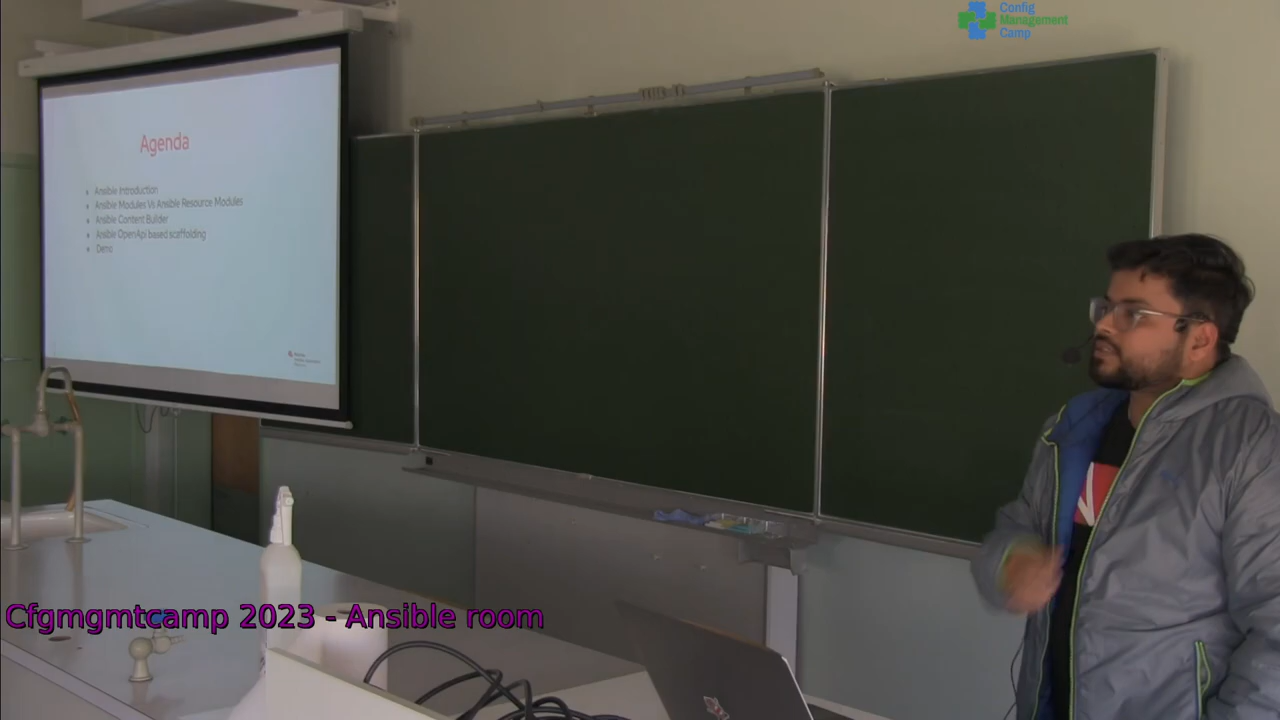 Config
Management
Camp
Agenda
Ansible Introduction
Ansible Modules Vs Ansible Resource Modules
Ansible Content Builder
Ansible OpenApi based scaffolding
Demo
Cfgmgmtcamp 2023 - Ansible room